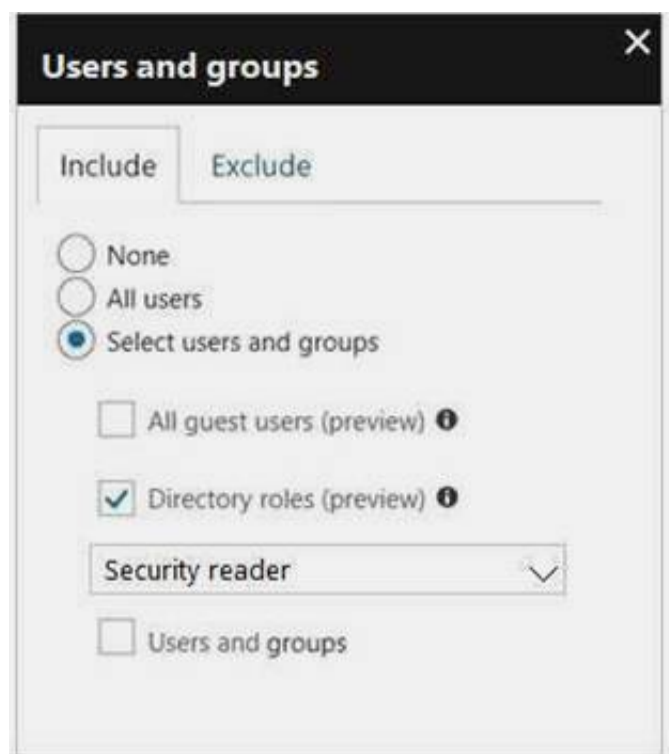 Users and groups
Include Exclude
None
All users
Select users and groups
All guest users (preview)
Directory roles (preview)
Security reader
Users and groups